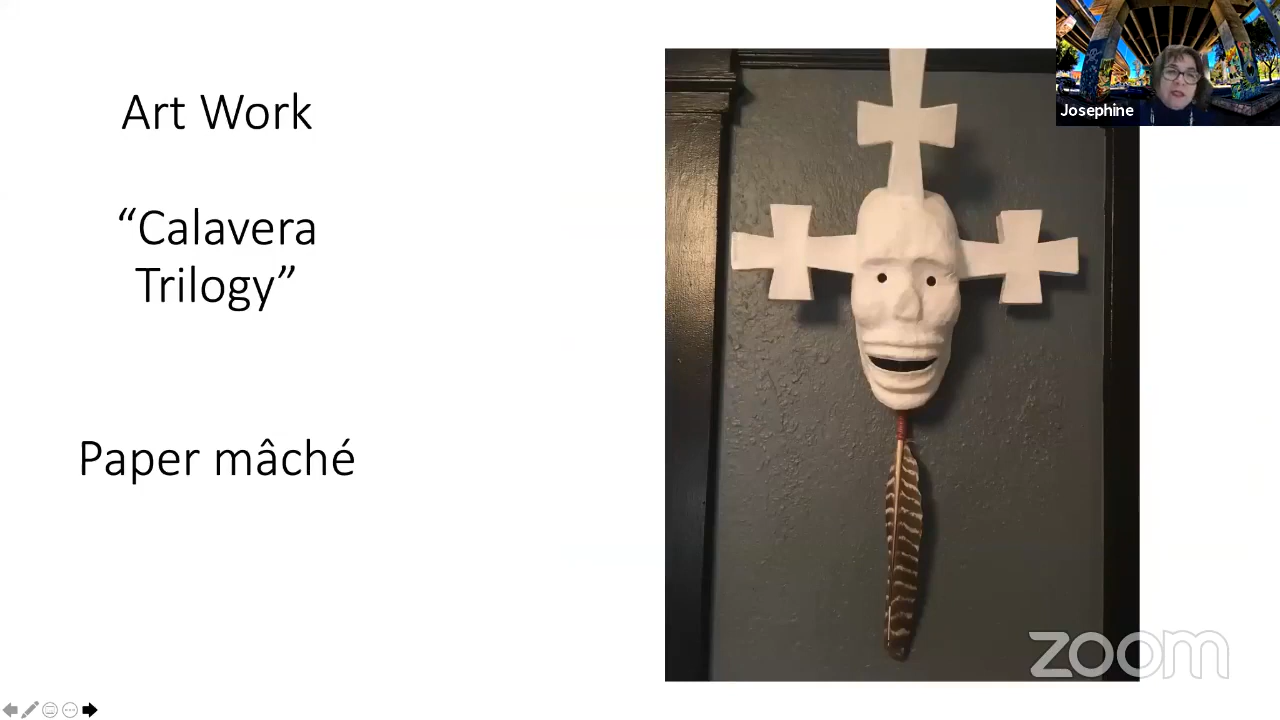 Art Work
“Calavera
Trilogy”
Paper mâché
Josephine
zoom